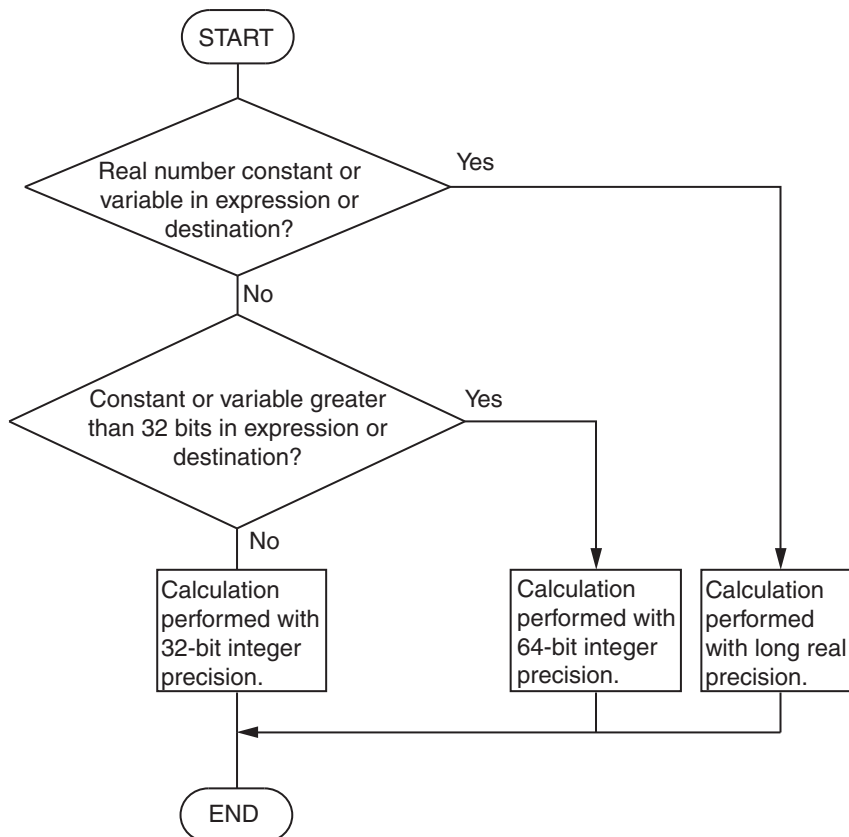 START
Real number constant or
variable in expression or
destination?
Yes
No
Constant or variable greater
than 32 bits in expression or
destination?
Yes
No
Calculation
performed with
32-bit integer
precision.
Calculation
performed with
64-bit integer
precision.
Calculation
performed
with long real
precision.
END